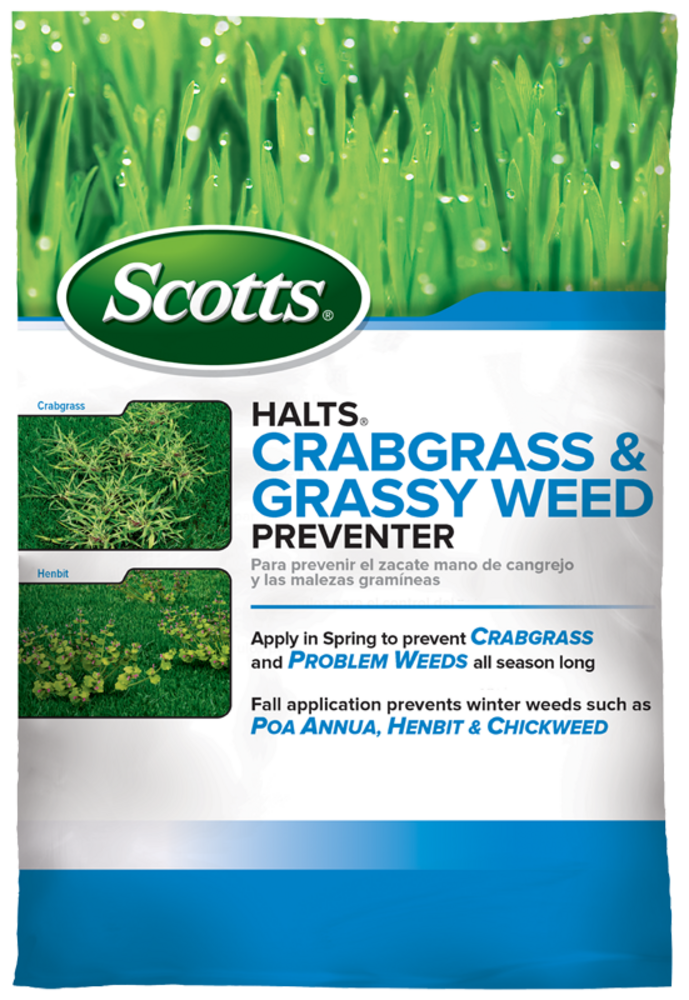 Scotts®
Crabgrass
HALTS®
CRABGRASS &
GRASSY WEED
PREVENTER
Para prevenir el zacate mano de cangrejo
y las malezas gramíneas
Henbit
Apply in Spring to prevent CRABGRASS
and PROBLEM WEEDS all season long
Fall application prevents winter weeds such as
POA ANNUA, HENBIT & CHICKWEED